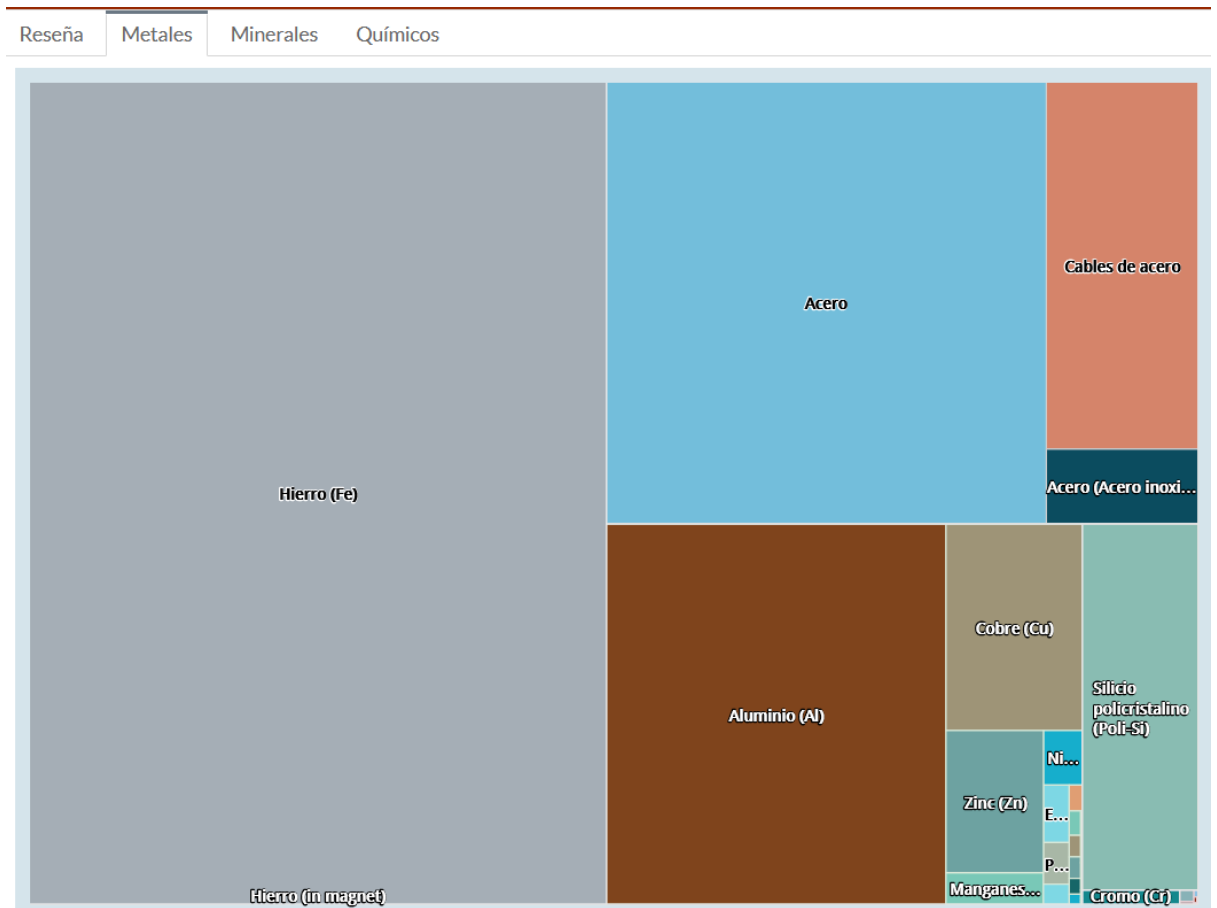 Reseña
Metales
Minerales
Químicos
Cables de acero
Acero
Acero (Acero inoxi...
Hierro (Fe)
Cobre (Cu)
Silicio
policristalino
(Poli-Si)
Aluminio (Al)
Ni...
Zinc (Zn)
E...
P...
Manganes...
Hierro (in magnet)
Cromo (Cr)